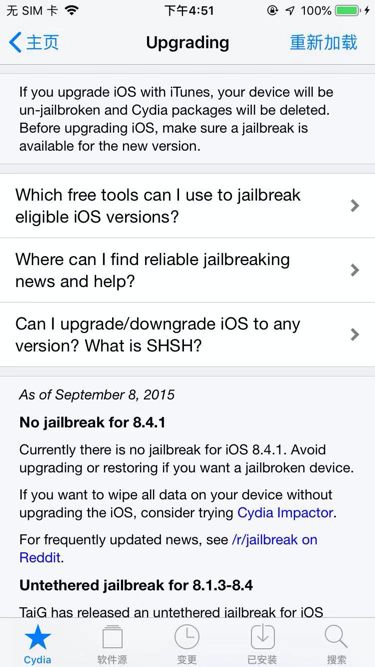 无 SIM 卡 下午4:51 100%
主页 Upgrading 重新加载
If you upgrade iOS with iTunes, your device will be
un-jailbroken and Cydia packages will be deleted.
Before upgrading iOS, make sure a jailbreak is
available for the new version.
Which free tools can I use to jailbreak
eligible iOS versions?
Where can I find reliable jailbreaking
news and help?
Can I upgrade/downgrade iOS to any
version? What is SHSH?
As of September 8, 2015
No jailbreak for 8.4.1
Currently there is no jailbreak for iOS 8.4.1. Avoid
upgrading or restoring if you want a jailbroken device.
If you want to wipe all data on your device without
upgrading the iOS, consider trying Cydia Impactor.
For frequently updated news, see /r/jailbreak on
Reddit.
Untethered jailbreak for 8.1.3-8.4
TaiG has released an untethered jailbreak for iOS
Cydia 软件源 变更 已安装 搜索